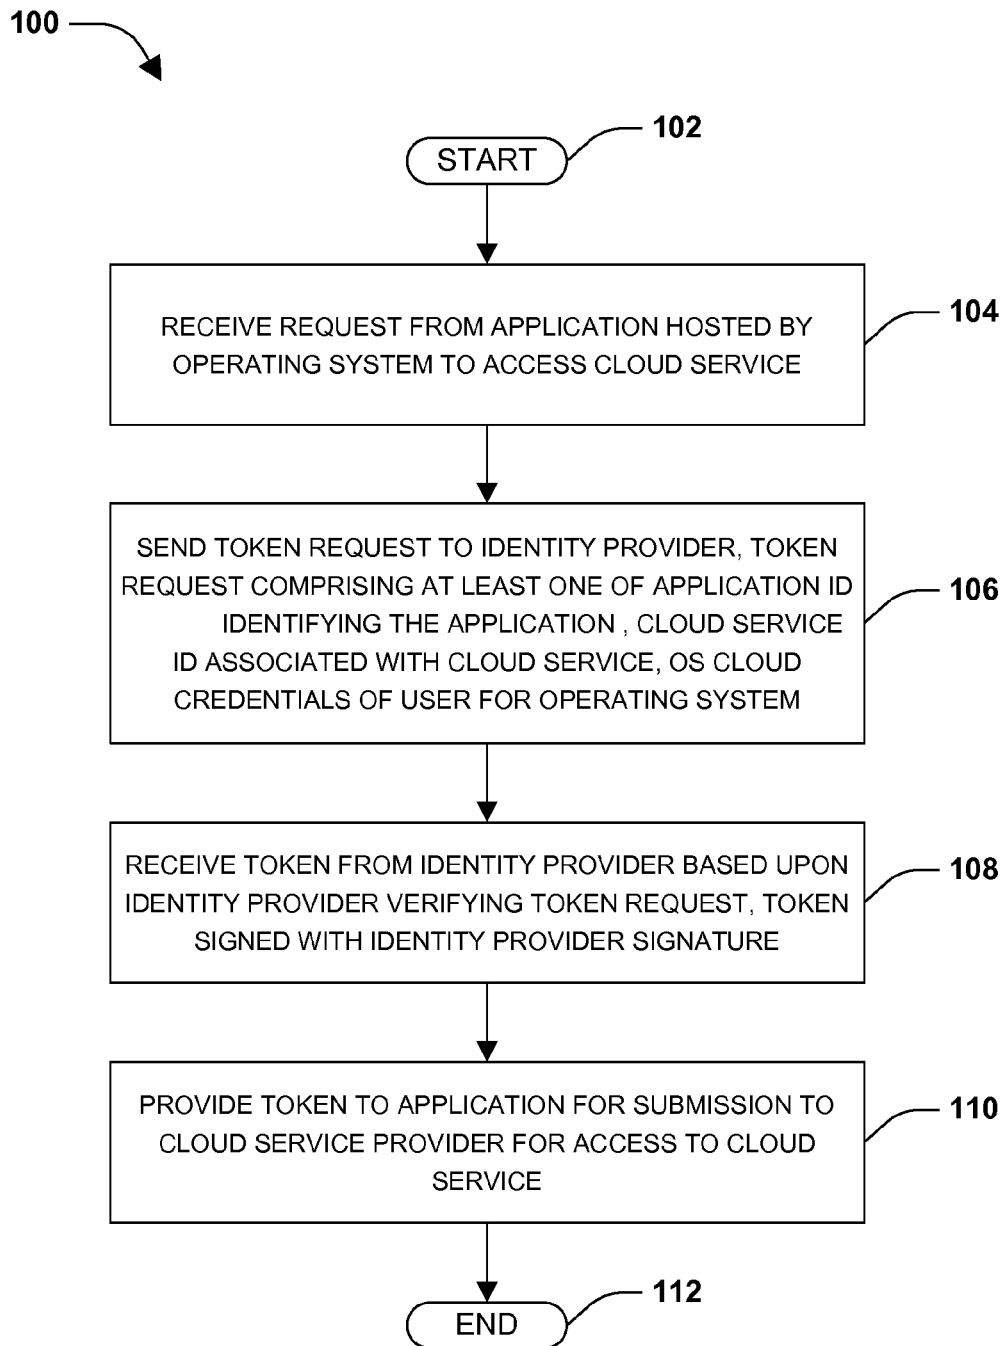 100
102
START
104
RECEIVE REQUEST FROM APPLICATION HOSTED BY
OPERATING SYSTEM TO ACCESS CLOUD SERVICE
SEND TOKEN REQUEST TO IDENTITY PROVIDER, TOKEN
REQUEST COMPRISING AT LEAST ONE OF APPLICATION ID
IDENTIFYING THE APPLICATION , CLOUD SERVICE
ID ASSOCIATED WITH CLOUD SERVICE, OS CLOUD
CREDENTIALS OF USER FOR OPERATING SYSTEM
106
RECEIVE TOKEN FROM IDENTITY PROVIDER BASED UPON
IDENTITY PROVIDER VERIFYING TOKEN REQUEST, TOKEN
SIGNED WITH IDENTITY PROVIDER SIGNATURE
108
PROVIDE TOKEN TO APPLICATION FOR SUBMISSION TO
CLOUD SERVICE PROVIDER FOR ACCESS TO CLOUD
SERVICE
110
112
END